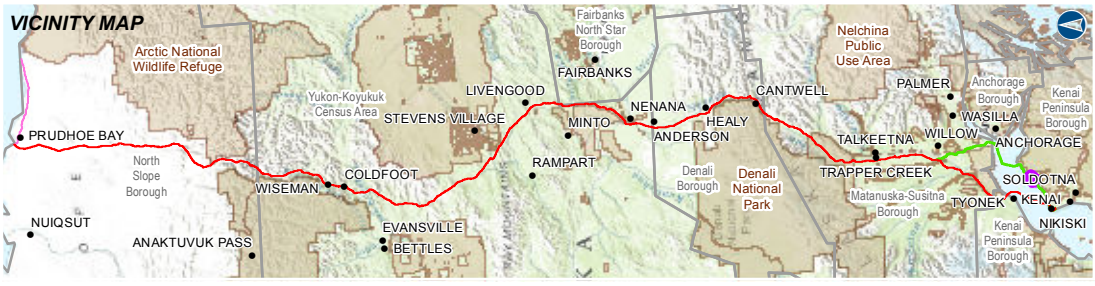 VICINITY MAP
Arctic National
Wildlife Refuge
Fairbanks
North Star
Borough
FAIRBANKS
Nelchina
Public
Use Area
PALMER
Anchorage
Borough
Kenai
Peninsula
Borough
Yukon-Koyukuk
Census Area
LIVENGOOD
STEVENS VILLAGE
MINTO
NENANA
ANDERSON
HEALY
CANTWELL
TALKEETNA
WILLOW
WASILLA
ANCHORAGE
PRUDHOE BAY
North
Slope
Borough
WISEMAN
COLDFOOT
RAMPART
Denali
Borough
Denali
National
Park
TRAPPER CREEK
Matanuska-Susitna
Borough
TYONEK
SOLDOTNA
KENAI
NIKISKI
NUIQSUT
ANAKTUVUK PASS
EVANSVILLE
BETTLES
Kenai
Peninsula
Borough